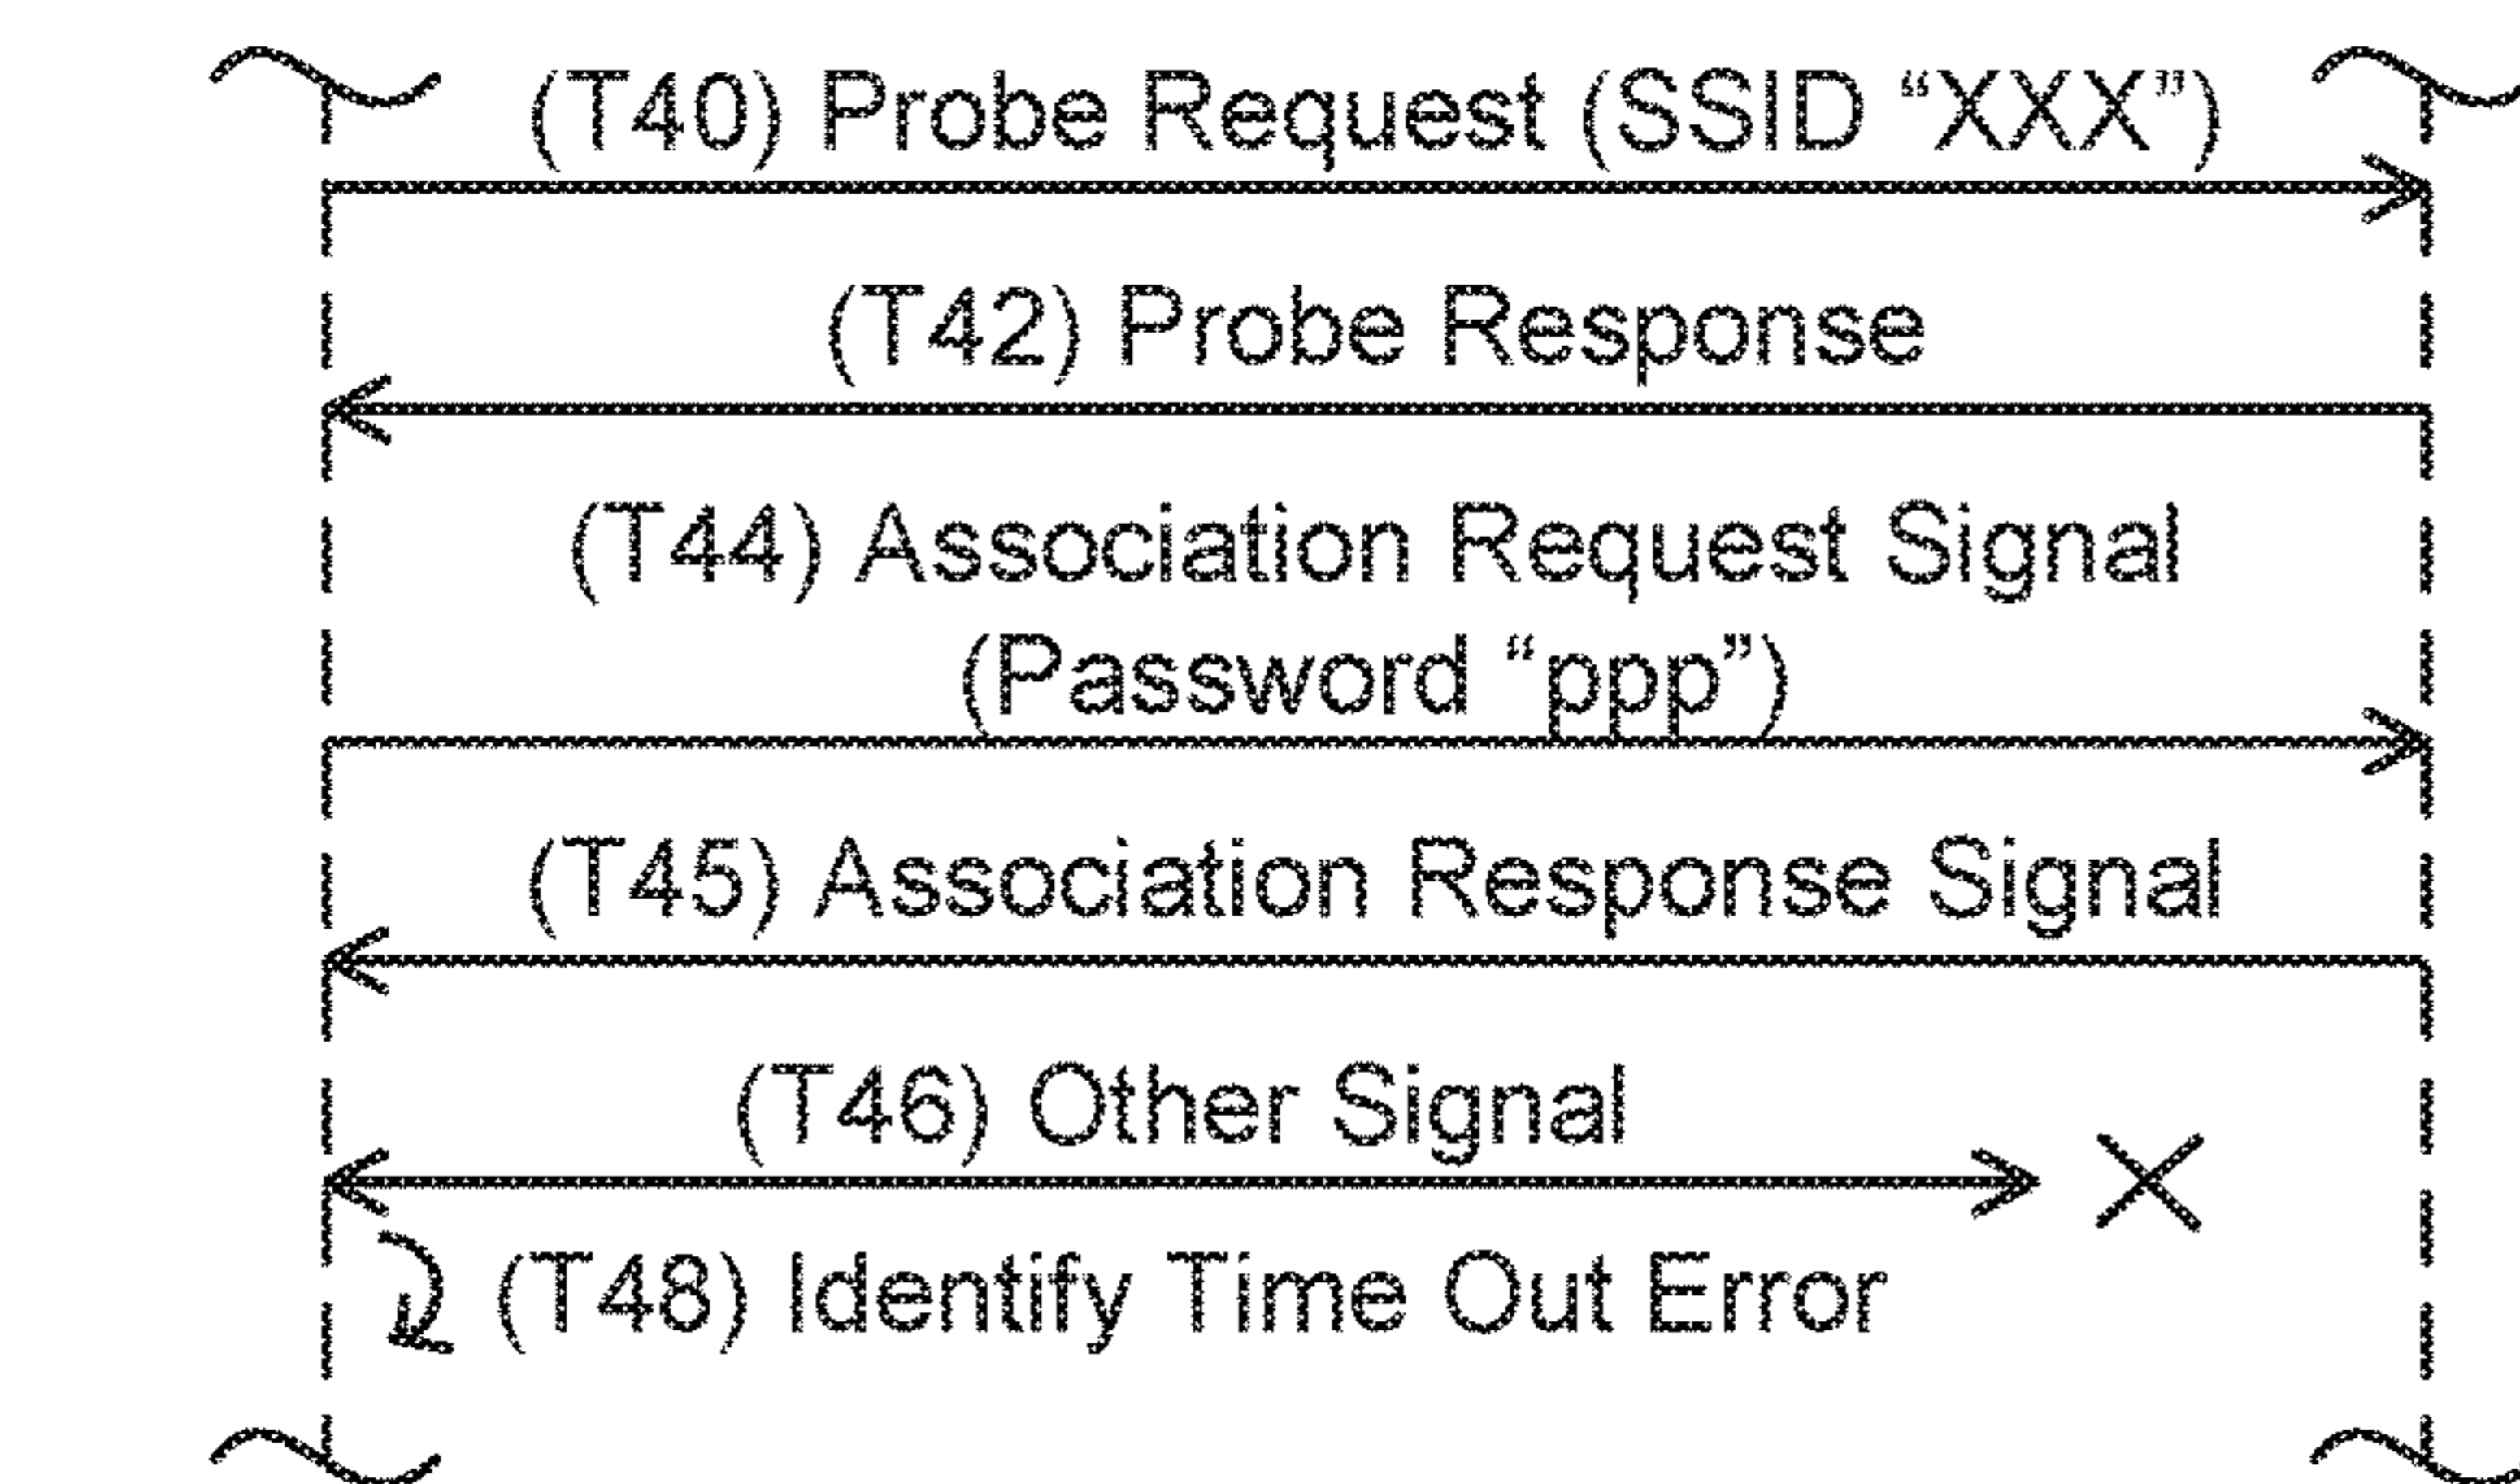 (T40) Probe Request (SSID “XXX”)
(T42) Probe Response
(T44) Association Request Signal
(Password “ppp”)
(T45) Association Response Signal
(T46) Other Signal
(T48) Identify Time Out Error